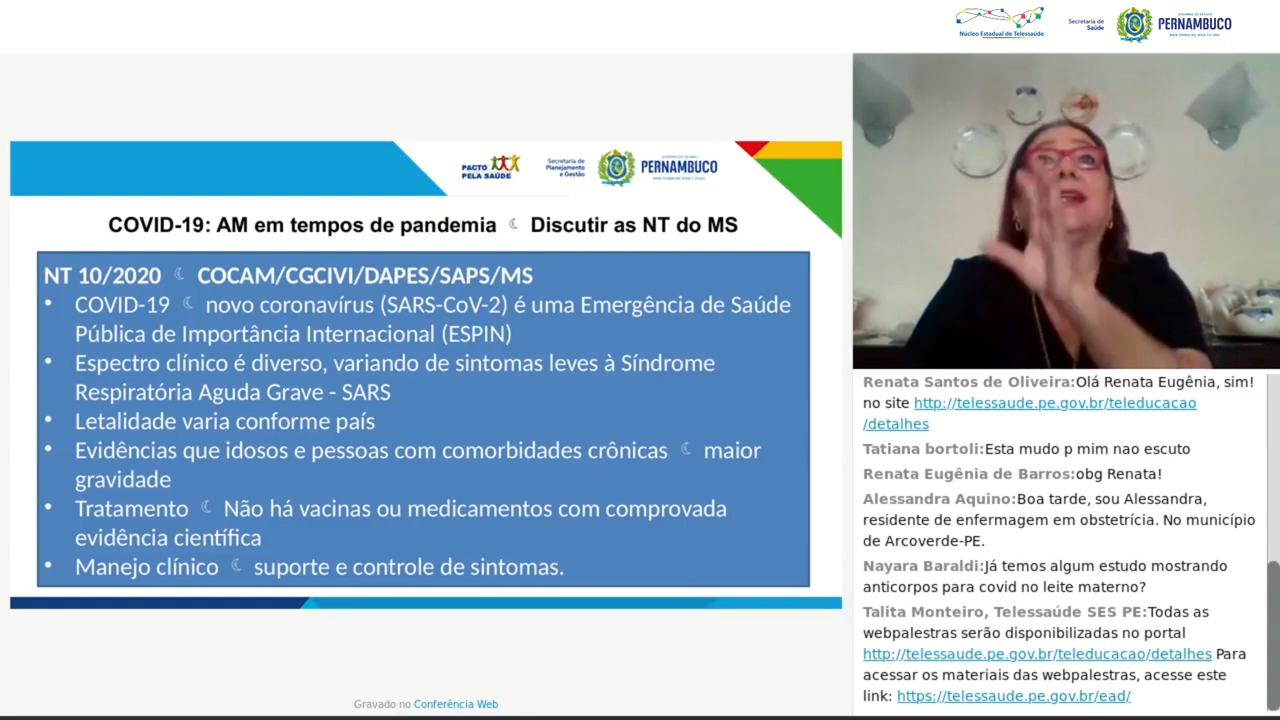 Núcleo Estadual de Telessaúde
Secretaria de
Saúde
GOVERNO DO ESTADO
PERNAMBUCO
MAIS TRABALHO, MAIS FUTURO
PACTO
PELA SAÚDE
Secretaria de
Planejamento
e Gestão
PERNAMBUCO
COVID-19: AM em tempos de pandemia ☾ Discutir as NT do MS
NT 10/2020 ☾ COCAM/CGCIVI/DAPES/SAPS/MS
• COVID-19 ☾ novo coronavírus (SARS-CoV-2) é uma Emergência de Saúde
Pública de Importância Internacional (ESPIN)
• Espectro clínico é diverso, variando de sintomas leves à Síndrome
Respiratória Aguda Grave - SARS
• Letalidade varia conforme país
• Evidências que idosos e pessoas com comorbidades crônicas ☾ maior
gravidade
• Tratamento ☾ Não há vacinas ou medicamentos com comprovada
evidência científica
• Manejo clínico ☾ suporte e controle de sintomas.
Gravado no Conferência Web
Renata Santos de Oliveira:Olá Renata Eugênia, sim!
no site http://telessaude.pe.gov.br/teleducacao
/detalhes
Tatiana bortoli:Esta mudo p mim nao escuto
Renata Eugênia de Barros:obg Renata!
Alessandra Aquino:Boa tarde, sou Alessandra,
residente de enfermagem em obstetrícia. No município
de Arcoverde-PE.
Nayara Baraldi:Já temos algum estudo mostrando
anticorpos para covid no leite materno?
Talita Monteiro, Telessaúde SES PE:Todas as
webpalestras serão disponibilizadas no portal
http://telessaude.pe.gov.br/teleducacao/detalhes Para
acessar os materiais das webpalestras, acesse este
link: https://telessaude.pe.gov.br/ead/